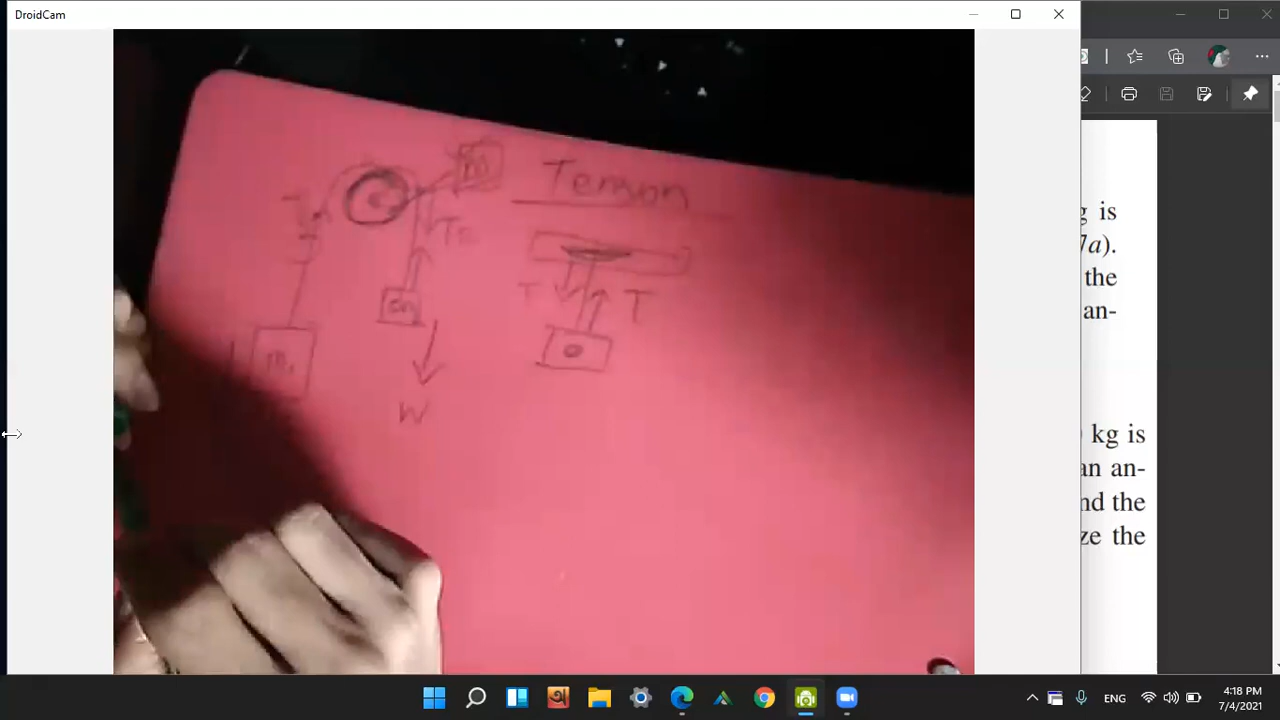 DroidCam
Tenson
T
T
W
g is
7a).
the
an-
kg is
an an-
nd the
ze the
ENG
4:18 PM
7/4/2021